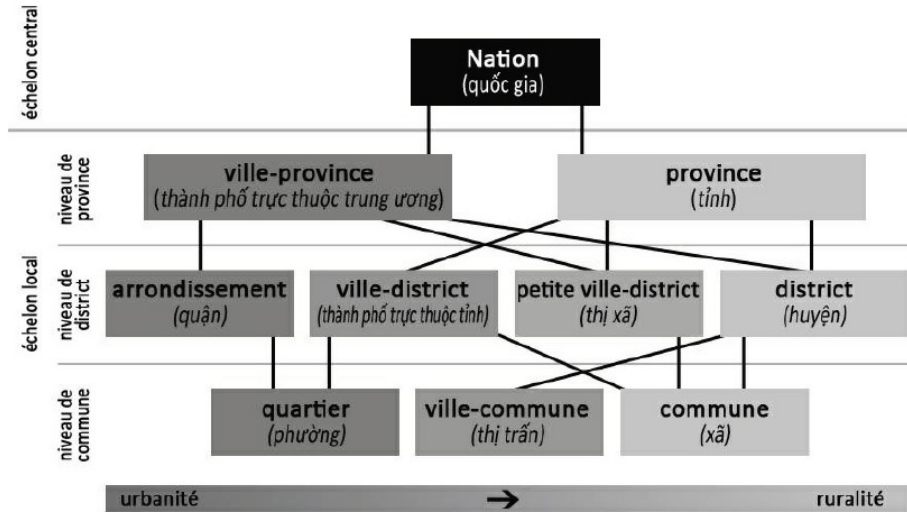 échelon central
Nation
(quốc gia)
échelon local
niveau de
province
ville-province
(thành phố trực thuộc trung ương)
province
(tỉnh)
niveau de
district
arrondissement
(quận)
ville-district
(thành phố trực thuộc tỉnh)
petite ville-district
(thị xã)
district
(huyện)
niveau de
commune
quartier
(phường)
ville-commune
(thị trấn)
commune
(xã)
urbanité
→
ruralité